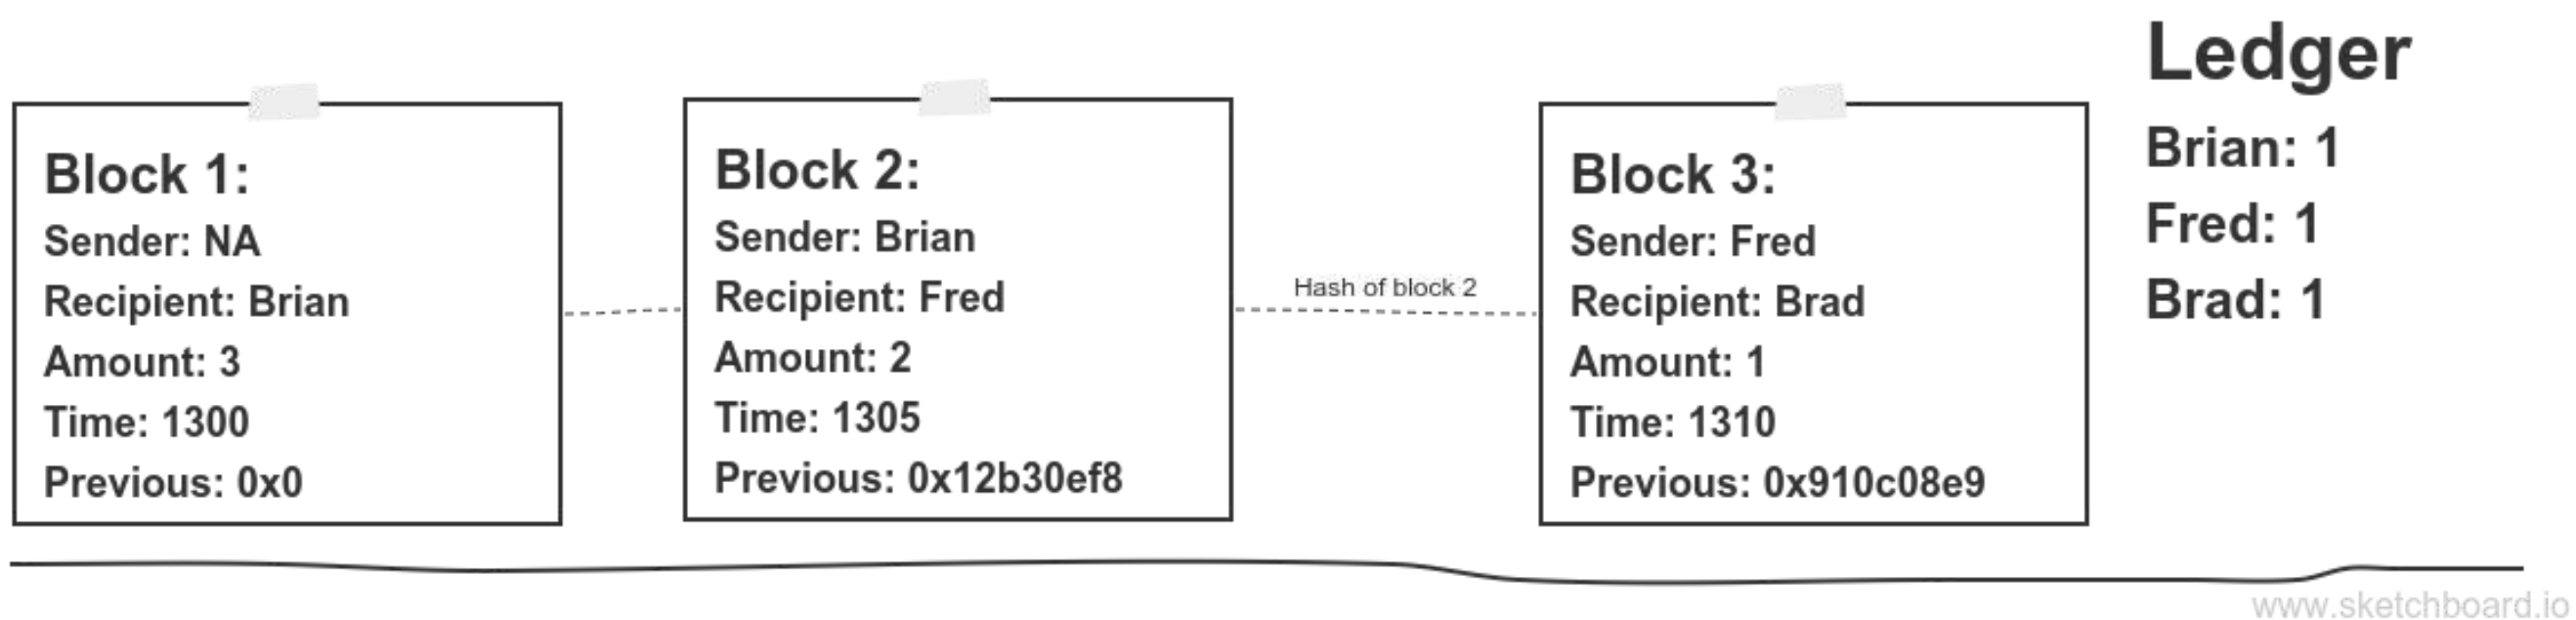 Block 1:
Sender: NA
Recipient: Brian
Amount: 3
Time: 1300
Previous: 0x0
Block 2:
Sender: Brian
Recipient: Fred
Amount: 2
Time: 1305
Previous: 0x12b30ef8
Hash of block 2
Block 3:
Sender: Fred
Recipient: Brad
Amount: 1
Time: 1310
Previous: 0x910c08e9
Ledger
Brian: 1
Fred: 1
Brad: 1
www.sketchboard.io